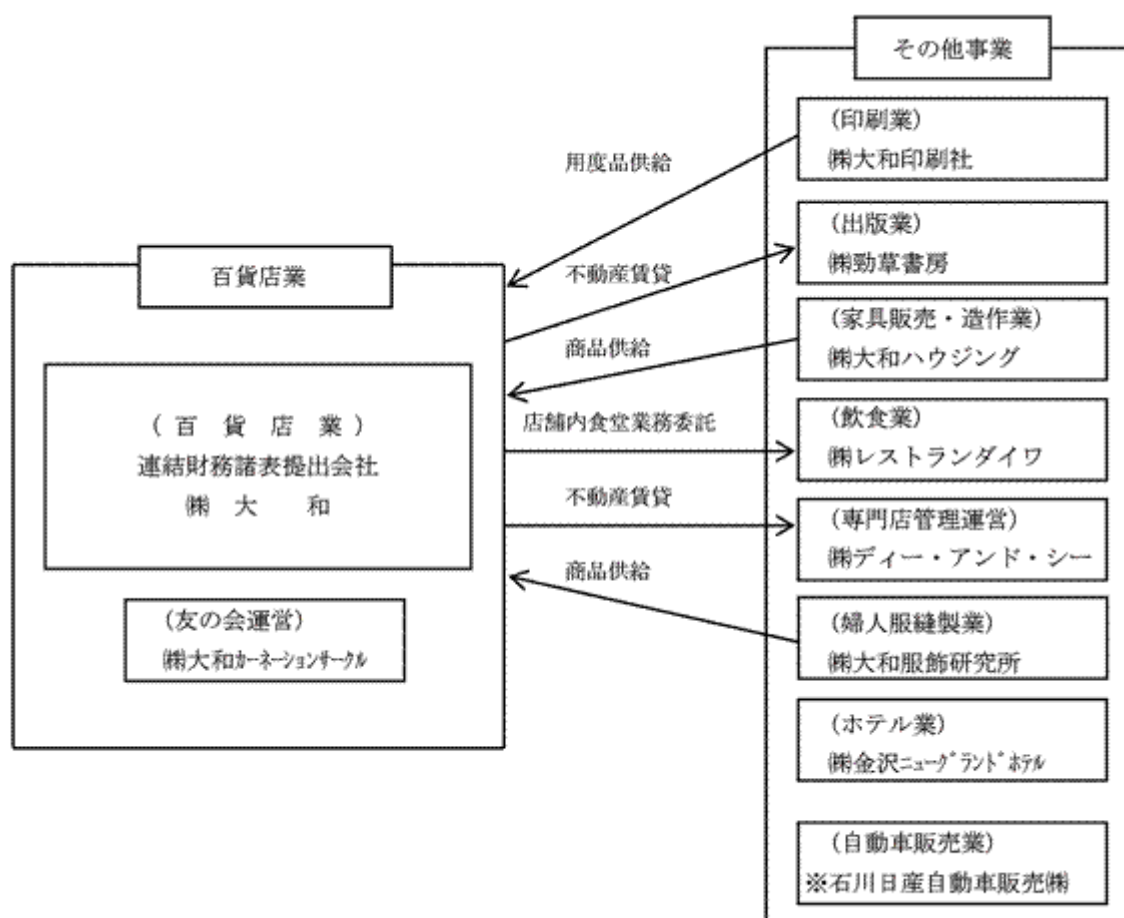 その他事業
(印刷業)
㈱大和印刷社
用度品供給
(出版業)
㈱勁草書房
百貨店業
不動産賃貸
(家具販売・造作業)
㈱大和ハウジング
商品供給
(百貨店業)
連結財務諸表提出会社
㈱大和
店舗内食堂業務委託
(飲食業)
㈱レストランダイワ
不動産賃貸
(専門店管理運営)
㈱ディー・アンド・シー
商品供給
(友の会運営)
㈱大和ｶｰﾈｰｼｮﾝｻｰｸﾙ
(婦人服縫製業)
㈱大和服飾研究所
(ホテル業)
㈱金沢ﾆｭｰｸﾞﾗﾝﾄﾞﾎﾃﾙ
(自動車販売業)
※石川日産自動車販売㈱